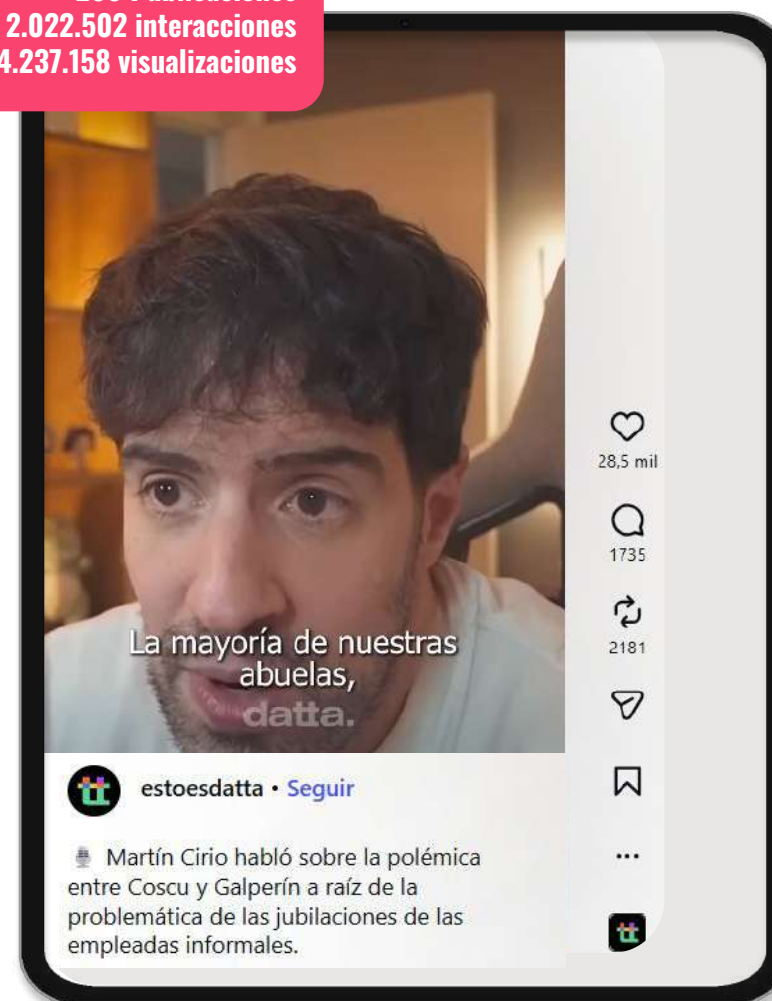 2.022.502 interacciones
4.237.158 visualizaciones
La mayoría de nuestras
abuelas,
datta.
28,5 mil
1735
2181
estoesdatta • Seguir
Martín Cirio habló sobre la polémica
entre Coscu y Galperín a raíz de la
problemática de las jubilaciones de las
empleadas informales.